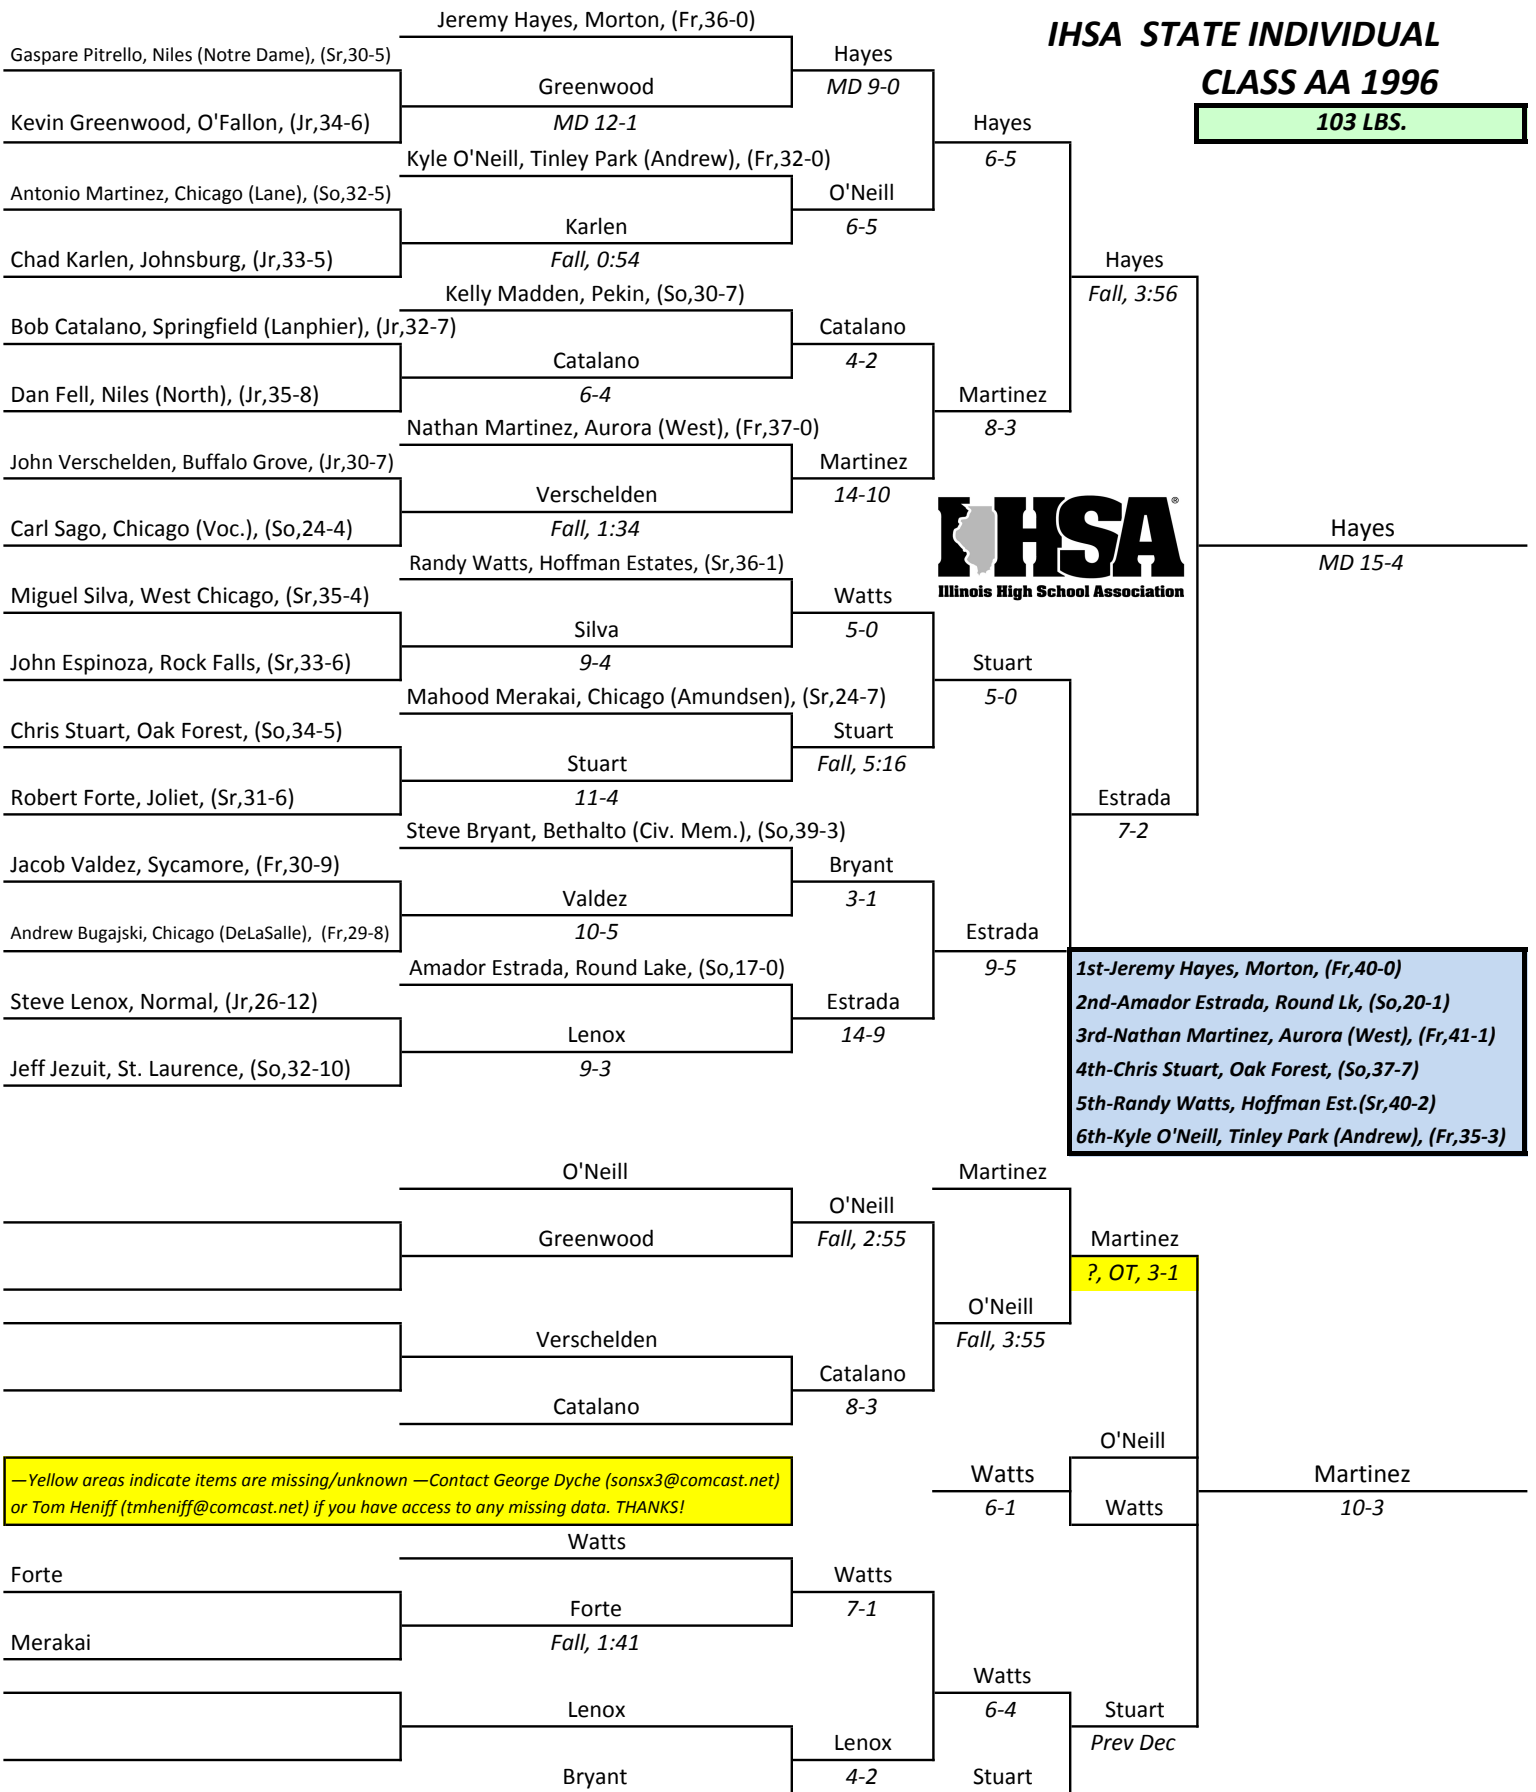 Jeremy Hayes, Morton, (Fr,36-0)
IHSA STATE INDIVIDUAL
Gaspare Pitrello, Niles (Notre Dame), (Sr,30-5)
Hayes
Greenwood
MD 9-0
CLASS AA 1996
Kevin Greenwood, O'Fallon, (Jr,34-6)
MD 12-1
Hayes
103 LBS.
Kyle O'Neill, Tinley Park (Andrew), (Fr,32-0)
6-5
Antonio Martinez, Chicago (Lane), (So,32-5)
O'Neill
Karlen
6-5
Chad Karlen, Johnsburg, (Jr,33-5)
Fall, 0:54
Hayes
Kelly Madden, Pekin, (So,30-7)
Fall, 3:56
Bob Catalano, Springfield (Lanphier), (Jr,32-7)
Catalano
Catalano
4-2
Dan Fell, Niles (North), (Jr,35-8)
6-4
Martinez
Nathan Martinez, Aurora (West), (Fr,37-0)
8-3
John Verschelden, Buffalo Grove, (Jr,30-7)
Martinez
Verschelden
14-10
Carl Sago, Chicago (Voc.), (So,24-4)
Fall, 1:34
IHSA®
Hayes
Randy Watts, Hoffman Estates, (Sr,36-1)
MD 15-4
Illinois High School Association
Miguel Silva, West Chicago, (Sr,35-4)
Watts
Silva
5-0
John Espinoza, Rock Falls, (Sr,33-6)
9-4
Stuart
Mahood Merakai, Chicago (Amundsen), (Sr,24-7)
5-0
Chris Stuart, Oak Forest, (So,34-5)
Stuart
Stuart
Fall, 5:16
Robert Forte, Joliet, (Sr,31-6)
11-4
Estrada
Steve Bryant, Bethalto (Civ. Mem.), (So,39-3)
7-2
Jacob Valdez, Sycamore, (Fr,30-9)
Bryant
Valdez
3-1
Andrew Bugajski, Chicago (DeLaSalle), (Fr,29-8)
10-5
Estrada
Amador Estrada, Round Lake, (So,17-0)
9-5
1st-Jeremy Hayes, Morton, (Fr,40-0)
Steve Lenox, Normal, (Jr,26-12)
Estrada
2nd-Amador Estrada, Round Lk, (So,20-1)
Lenox
14-9
3rd-Nathan Martinez, Aurora (West), (Fr,41-1)
Jeff Jezuit, St. Laurence, (So,32-10)
9-3
4th-Chris Stuart, Oak Forest, (So,37-7)
5th-Randy Watts, Hoffman Est.(Sr,40-2)
6th-Kyle O'Neill, Tinley Park (Andrew), (Fr,35-3)
O'Neill
Martinez
O'Neill
Greenwood
Fall, 2:55
Martinez
?, OT, 3-1
O'Neill
Verschelden
Fall, 3:55
Catalano
Catalano
8-3
O'Neill
—Yellow areas indicate items are missing/unknown —Contact George Dyche (sonsx3@comcast.net)
or Tom Heniff (tmheniff@comcast.net) if you have access to any missing data. THANKS!
Watts
Martinez
6-1
Watts
10-3
Watts
Forte
Watts
Forte
7-1
Merakai
Fall, 1:41
Watts
Lenox
6-4
Stuart
Lenox
Prev Dec
Bryant
4-2
Stuart